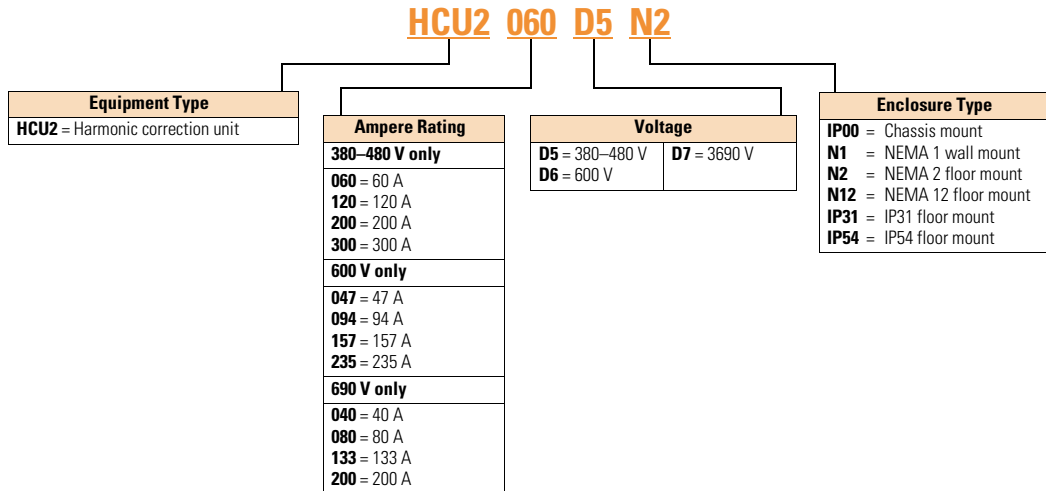 HCU2 060 D5 N2
Equipment Type
HCU2 = Harmonic correction unit
Ampere Rating
380–480 V only
060 = 60 A
120 = 120 A
200 = 200 A
300 = 300 A
600 V only
047 = 47 A
094 = 94 A
157 = 157 A
235 = 235 A
690 V only
040 = 40 A
080 = 80 A
133 = 133 A
200 = 200 A
Voltage
D5 = 380–480 V
D6 = 600 V
D7 = 3690 V
Enclosure Type
IP00 = Chassis mount
N1 = NEMA 1 wall mount
N2 = NEMA 2 floor mount
N12 = NEMA 12 floor mount
IP31 = IP31 floor mount
IP54 = IP54 floor mount